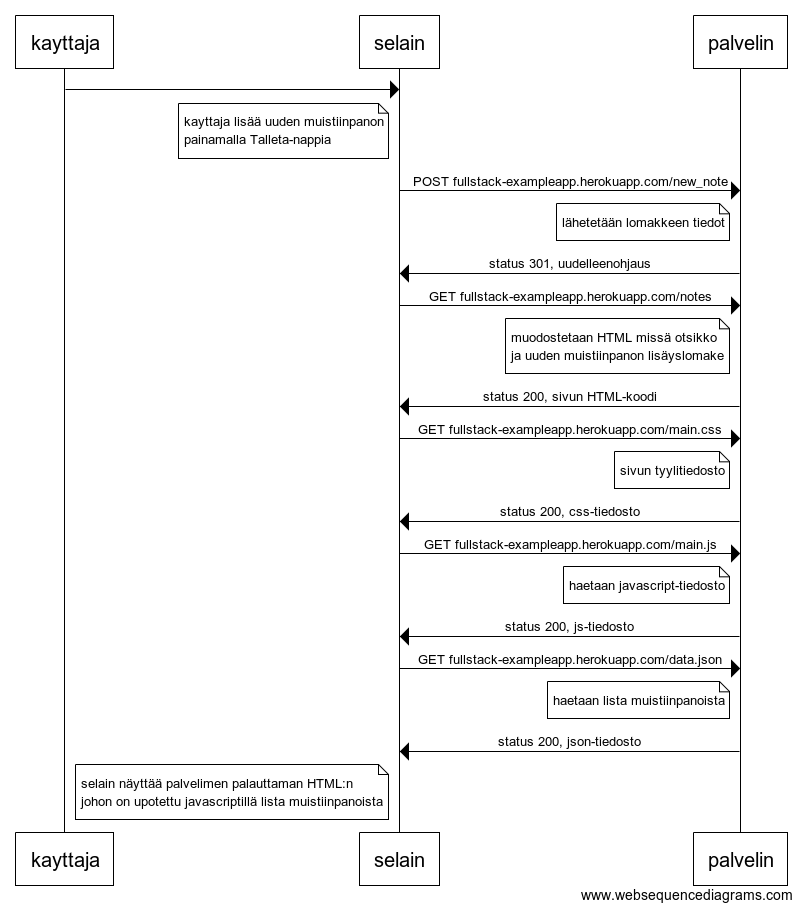 kayttaja
selain
palvelin
kayttaja lisää uuden muistiinpanon
painamalla Talleta-nappia
POST fullstack-exampleapp.herokuapp.com/new_note
lähetetään lomakkeen tiedot
status 301, uudelleenohjaus
GET fullstack-exampleapp.herokuapp.com/notes
muodostetaan HTML missä otsikko
ja uuden muistiinpanon lisäyslomake
status 200, sivun HTML-koodi
GET fullstack-exampleapp.herokuapp.com/main.css
sivun tyylitiedosto
status 200, css-tiedosto
GET fullstack-exampleapp.herokuapp.com/main.js
haetaan javascript-tiedosto
status 200, js-tiedosto
GET fullstack-exampleapp.herokuapp.com/data.json
haetaan lista muistiinpanoista
status 200, json-tiedosto
selain näyttää palvelimen palauttaman HTML:n
johon on upotettu javascriptillä lista muistiinpanoista
kayttaja
selain
palvelin
www.websequencediagrams.com